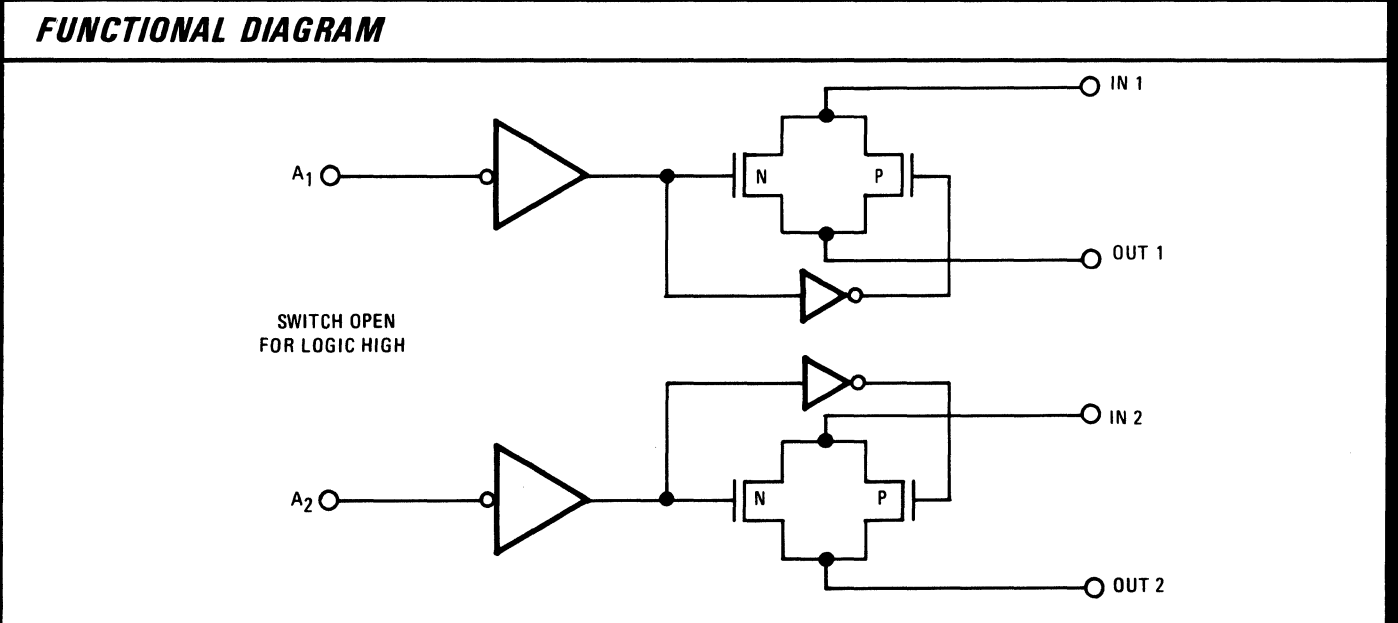 FUNCTIONAL DIAGRAM
IN 1
A1
N
P
OUT 1
SWITCH OPEN
FOR LOGIC HIGH
IN 2
A2
N
P
OUT 2